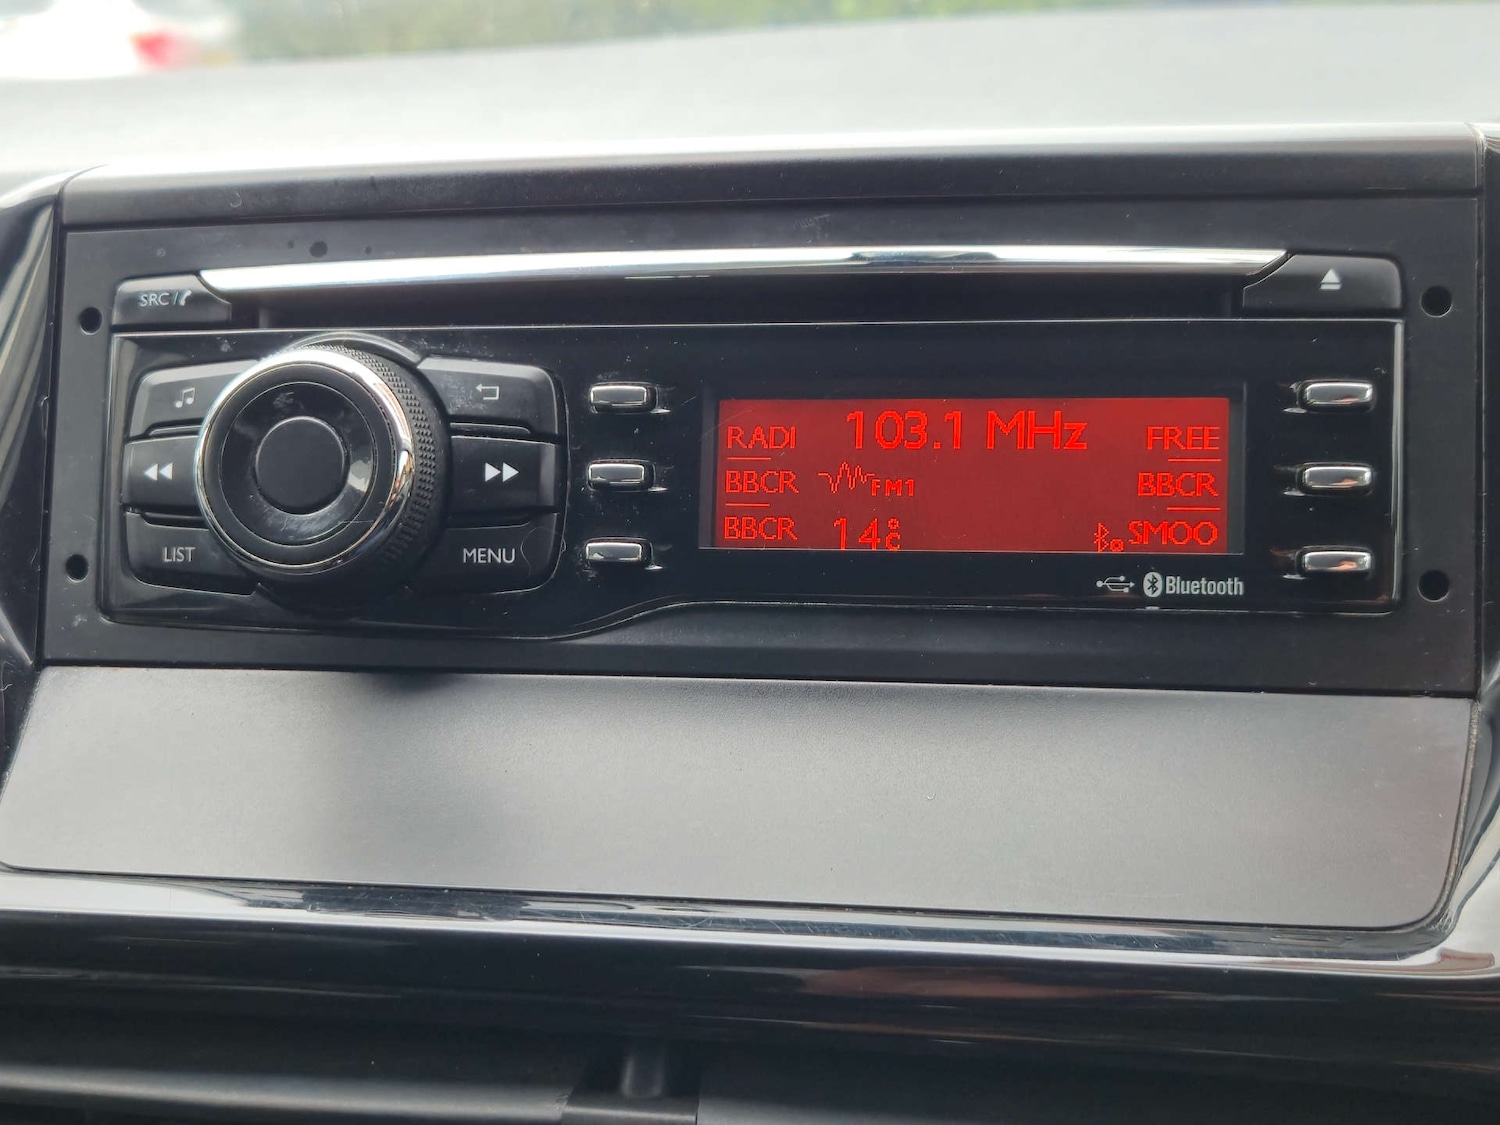 SRC/
LIST
MENU
103.1 MHz
RADI
FREE
BBCR
FM1
BBCR
BBCR
14°C
SMOO
Bluetooth